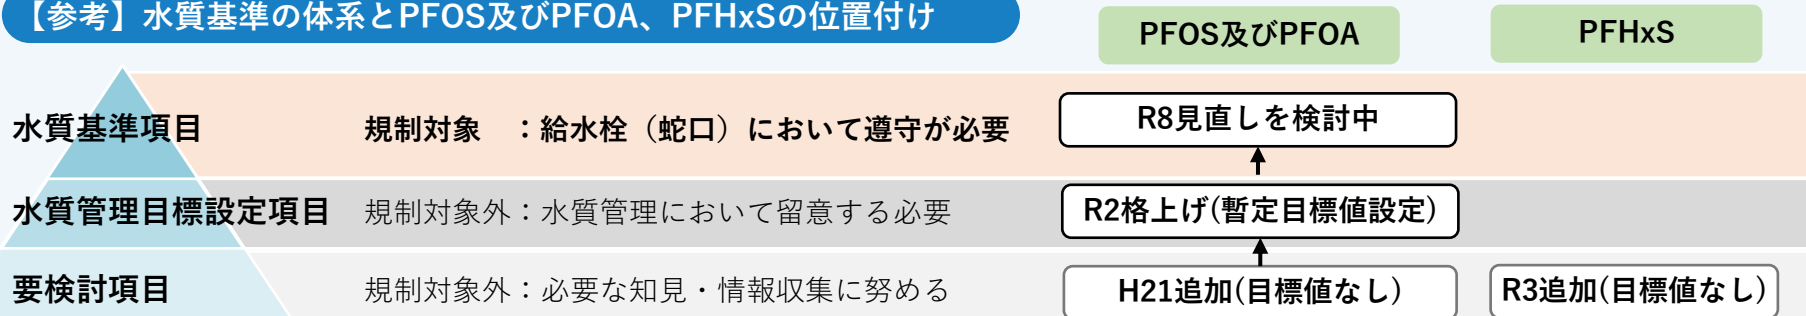 【参考】水質基準の体系とPFOS及びPFOA、PFHxSの位置付け
PFOS及びPFOA
PFHxS
水質基準項目
規制対象 ：給水栓（蛇口）において遵守が必要
R8見直しを検討中
水質管理目標設定項目
規制対象外：水質管理において留意する必要
R2格上げ(暫定目標値設定)
要検討項目
規制対象外：必要な知見・情報収集に努める
H21追加(目標値なし)
R3追加(目標値なし)